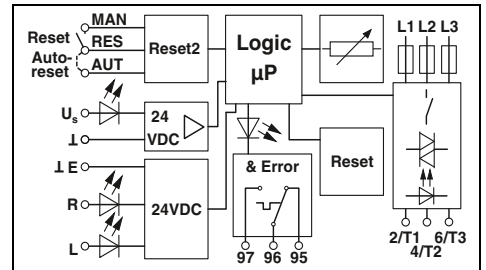 MAN
Reset
RES
Reset2
Auto-
reset
AUT
Logic
µP
L1 L2 L3
Us
24
VDC
⊥
⊥ E
R
L
24VDC
& Error
Reset
97 96 95
2/T1 6/T3
4/T2